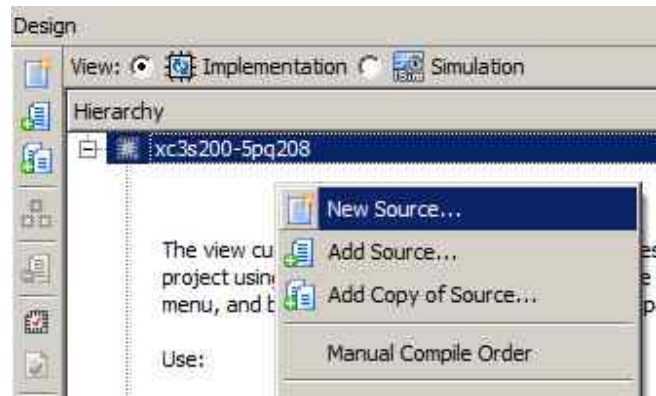 Design
View: Implementation Simulation
Hierarchy
xc3s200-5pq208
New Source...
The view cu
Add Source...
project usin
Add Copy of Source...
menu, and b
Use:
Manual Compile Order